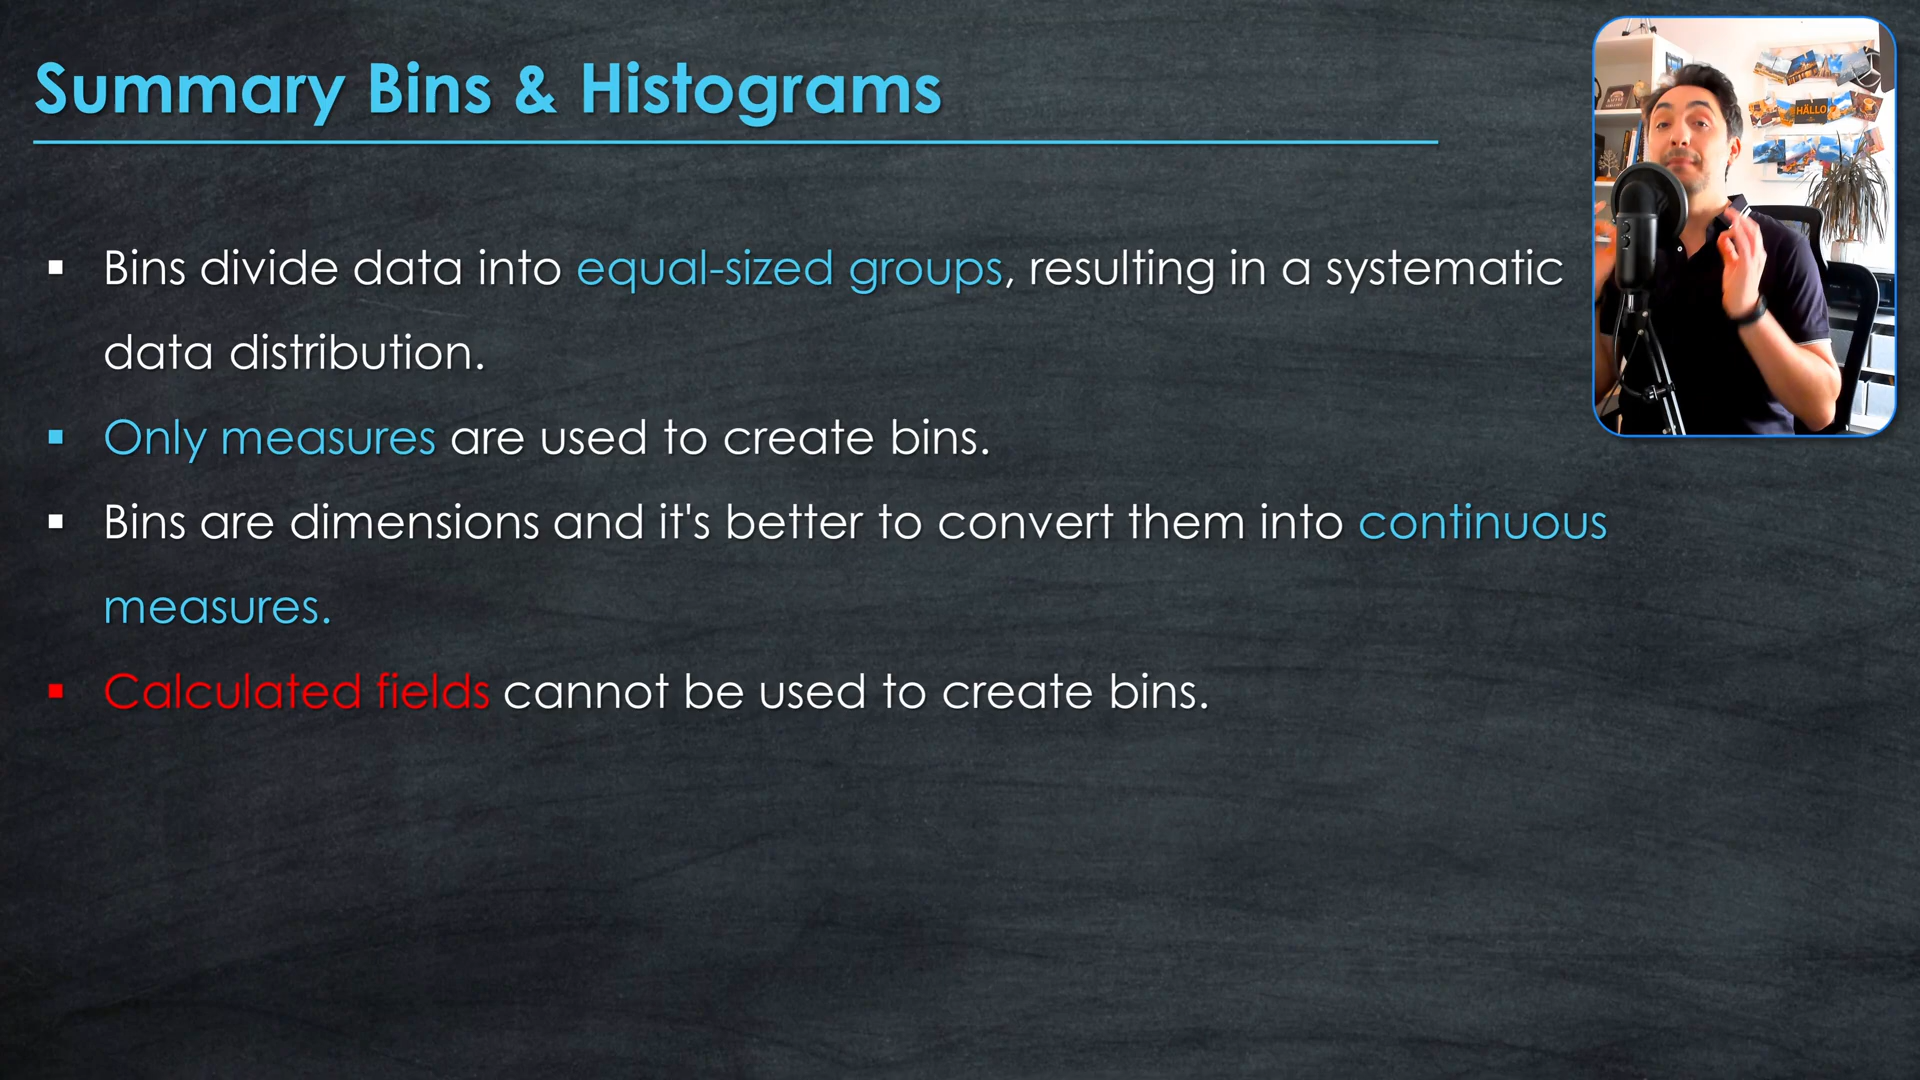 Summary Bins & Histograms
Bins divide data into equal-sized groups, resulting in a systematic
data distribution.
Only measures are used to create bins.
Bins are dimensions and it's better to convert them into continuous
measures.
Calculated fields cannot be used to create bins.
HALLO